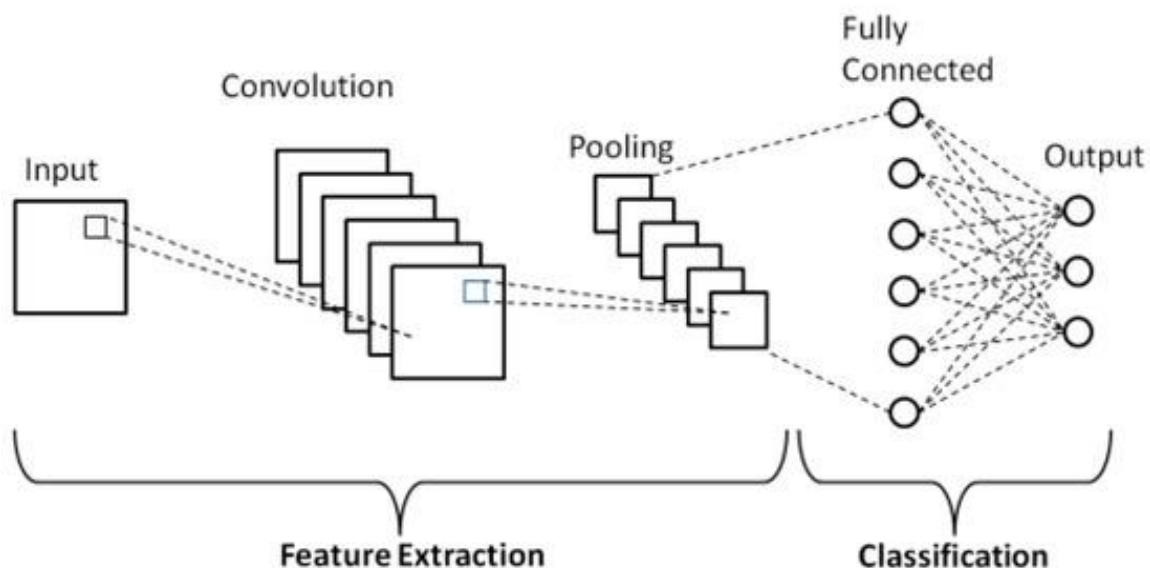 Input
Convolution
Pooling
Fully
Connected
Output
Feature Extraction
Classification